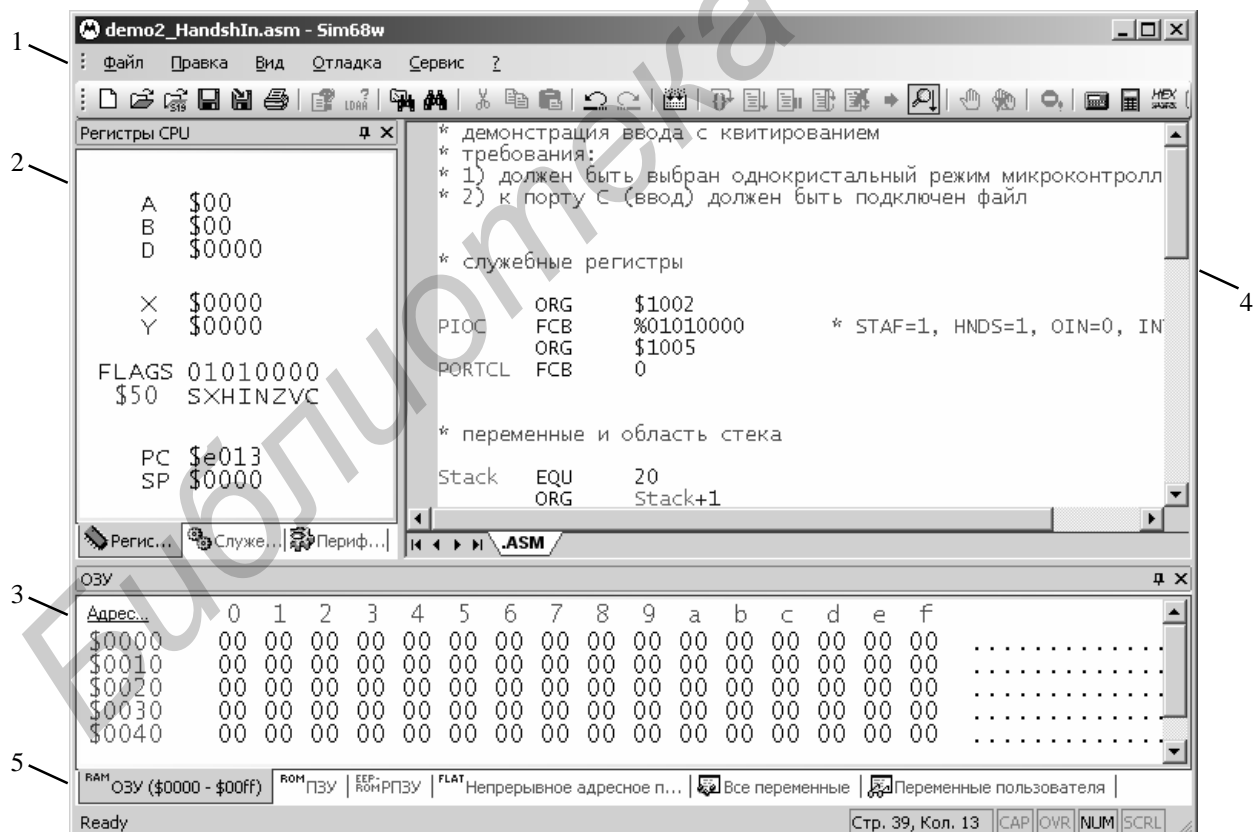 demo2_HandshIn.asm - Sim68w
1
Файл Правка Вид Отладка Сервис ?
Регистры CPU
2
A $00
B $00
D $0000
X $0000
Y $0000
FLAGS 01010000
$50 SXHINZVC
PC $e013
SP $0000
Регис... Служе... Периф...
* демонстрация ввода с квитированием
* требования:
* 1) должен быть выбран однокристальный режим микроконтролл
* 2) к порту С (ввод) должен быть подключен файл
* служебные регистры
4
ORG $1002
PIOC FCB %01010000 * STAF=1, HNDS=1, OIN=0, IN
ORG $1005
PORTCL FCB 0
* переменные и область стека
Stack EQU 20
ORG Stack+1
.ASM
ОЗУ
3
Адрес... 0 1 2 3 4 5 6 7 8 9 a b c d e f
$0000 00 00 00 00 00 00 00 00 00 00 00 00 00 00 00 00 .............
$0010 00 00 00 00 00 00 00 00 00 00 00 00 00 00 00 00 .............
$0020 00 00 00 00 00 00 00 00 00 00 00 00 00 00 00 00 .............
$0030 00 00 00 00 00 00 00 00 00 00 00 00 00 00 00 00 .............
$0040 00 00 00 00 00 00 00 00 00 00 00 00 00 00 00 00 .............
5
RAM ОЗУ ($0000 - $00ff) ROM ПЗУ EEP-ROM РПЗУ FLAT Непрерывное адресное п... Все переменные Переменные пользователя
Ready Стр. 39, Кол. 13 CAP OVR NUM SCRL
Библиотека